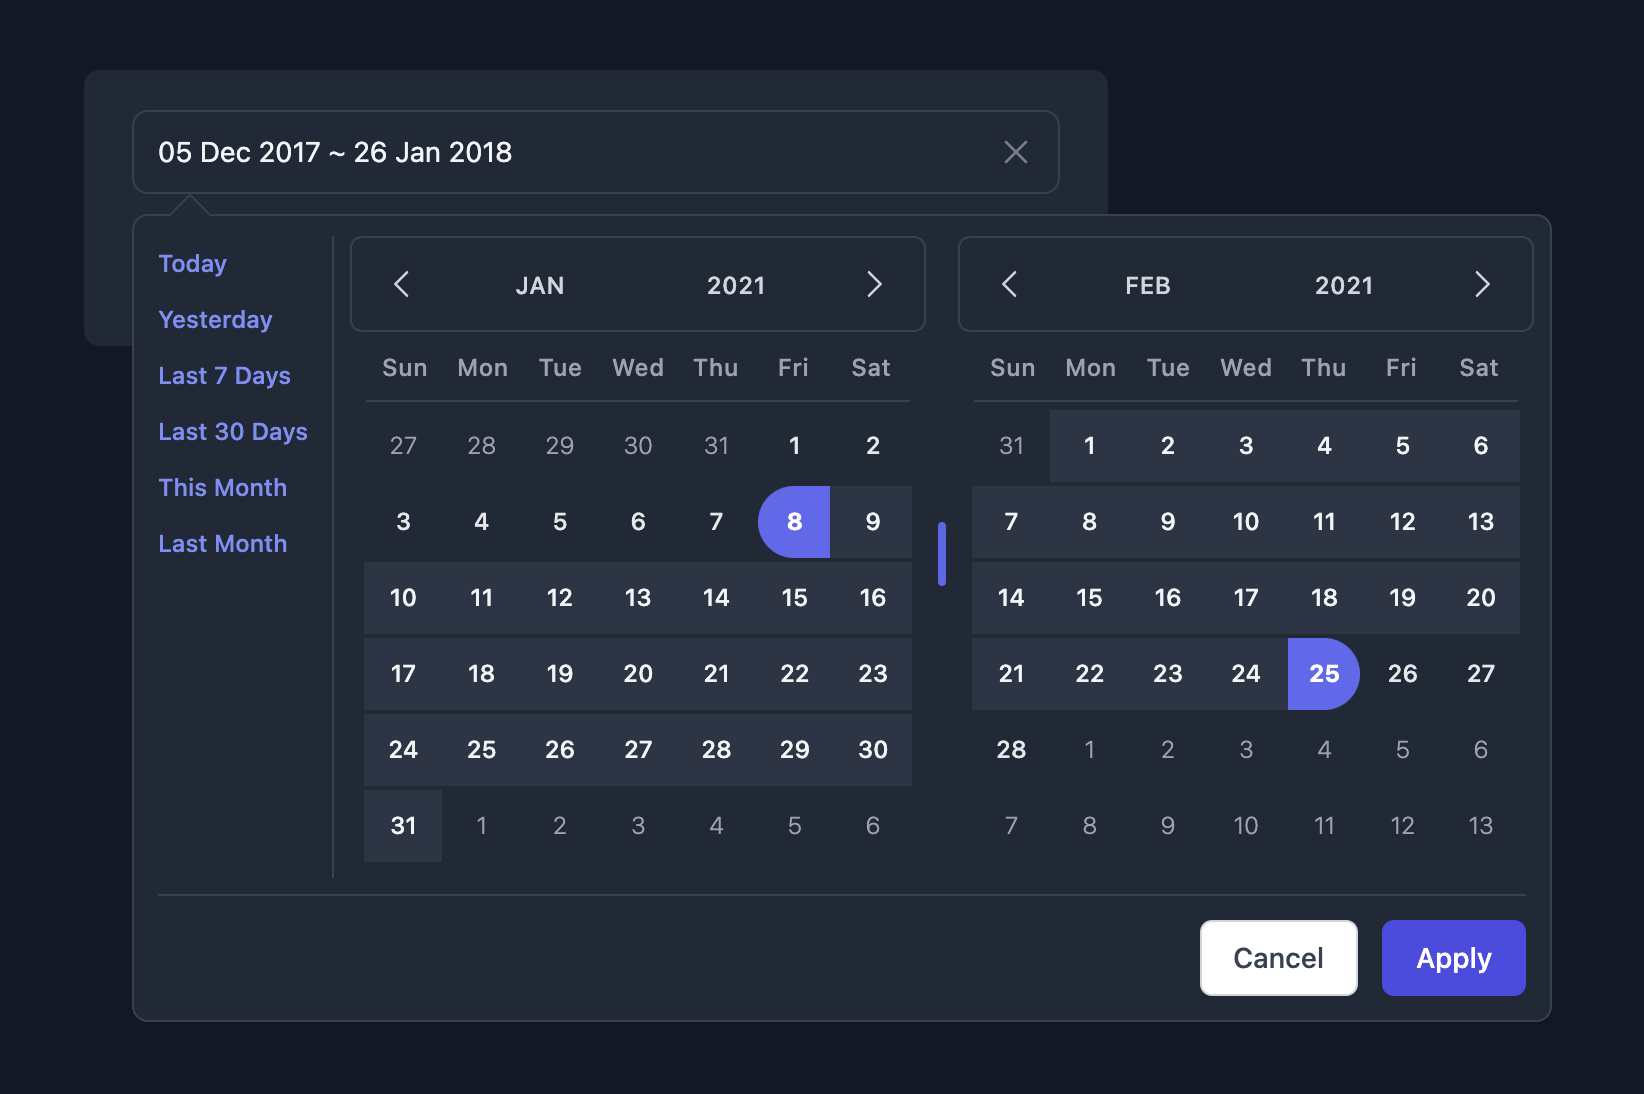 05 Dec 2017 ~ 26 Jan 2018
Today
Yesterday
Last 7 Days
Last 30 Days
This Month
Last Month
JAN 2021
Sun Mon Tue Wed Thu Fri Sat
27 28 29 30 31 1 2
3 4 5 6 7 8 9
10 11 12 13 14 15 16
17 18 19 20 21 22 23
24 25 26 27 28 29 30
31 1 2 3 4 5 6
FEB 2021
Sun Mon Tue Wed Thu Fri Sat
31 1 2 3 4 5 6
7 8 9 10 11 12 13
14 15 16 17 18 19 20
21 22 23 24 25 26 27
28 1 2 3 4 5 6
7 8 9 10 11 12 13
Cancel
Apply